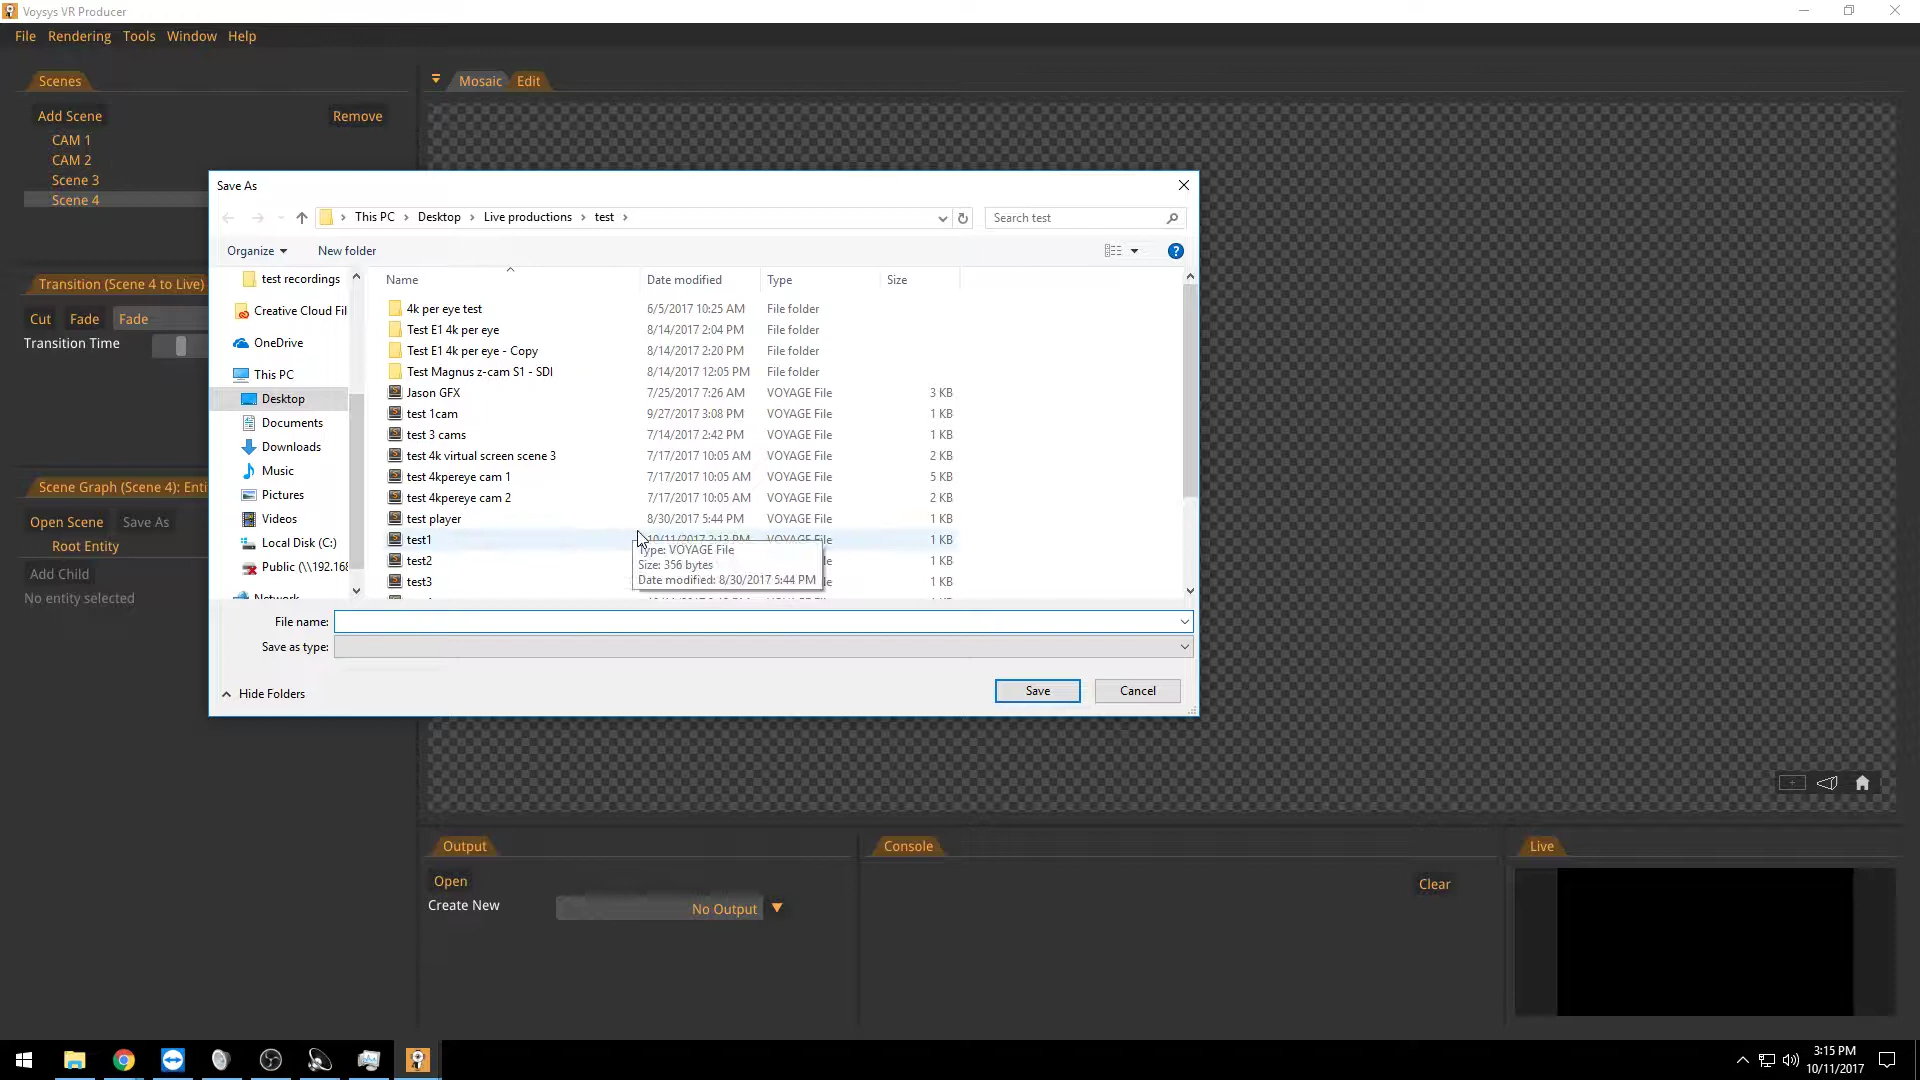 Voysys VR Producer
File Rendering Tools Window Help
Scenes
Mosaic Edit
Add Scene Remove
CAM 1
CAM 2
Scene 3
Scene 4
Save As
This PC Desktop Live productions test
Search test
Organize New folder
Name Date modified Type Size
test recordings
Creative Cloud Fil
OneDrive
This PC
Desktop
Documents
Downloads
Music
Pictures
Videos
Local Disk (C:)
Public (\\192.168
4k per eye test 6/5/2017 10:25 AM File folder
Test E1 4k per eye 8/14/2017 2:04 PM File folder
Test E1 4k per eye - Copy 8/14/2017 2:20 PM File folder
Test Magnus z-cam S1 - SDI 8/14/2017 12:05 PM File folder
Jason GFX 7/25/2017 7:26 AM VOYAGE File 3 KB
test 1cam 9/27/2017 3:08 PM VOYAGE File 1 KB
test 3 cams 7/14/2017 2:42 PM VOYAGE File 1 KB
test 4k virtual screen scene 3 7/17/2017 10:05 AM VOYAGE File 2 KB
test 4kpereye cam 1 7/17/2017 10:05 AM VOYAGE File 5 KB
test 4kpereye cam 2 7/17/2017 10:05 AM VOYAGE File 2 KB
test player 8/30/2017 5:44 PM VOYAGE File 1 KB
test1 10/11/2017 2:13 PM VOYAGE File 1 KB
test2 1 KB
test3 1 KB
Type: VOYAGE File
Size: 356 bytes
Date modified: 8/30/2017 5:44 PM
File name:
Save as type:
Hide Folders
Save Cancel
Transition (Scene 4 to Live)
Cut Fade Fade
Transition Time
Scene Graph (Scene 4): Enti
Open Scene Save As
Root Entity
Add Child
No entity selected
Output
Open
Create New No Output
Console
Clear
Live
3:15 PM
10/11/2017